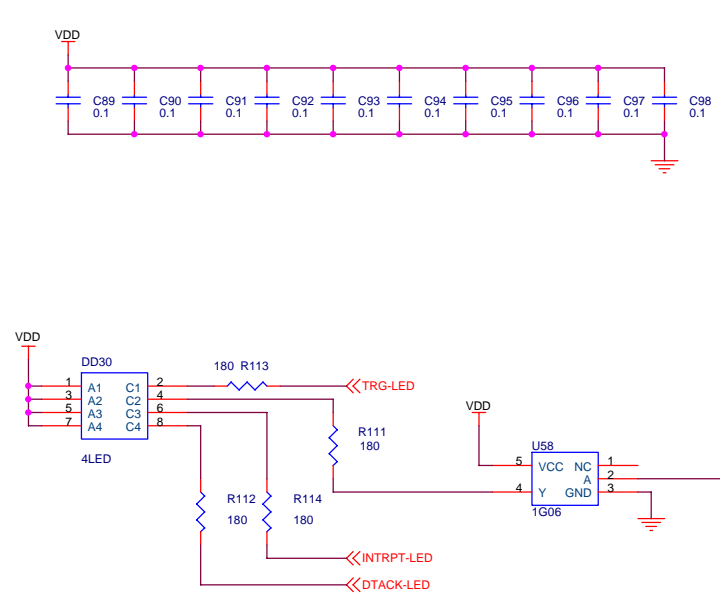 VDD
C89 C90 C91 C92 C93 C94 C95 C96 C97 C98
0.1 0.1 0.1 0.1 0.1 0.1 0.1 0.1 0.1 0.1
VDD
DD30
180 R113
1 A1 C1 2
3 A2 C2 4
5 A3 C3 6
7 A4 C4 8
4LED
TRG-LED
VDD
R111
180
U58
5 VCC NC 1
A 2
4 Y GND 3
1G06
R112 R114
180 180
INTRPT-LED
DTACK-LED